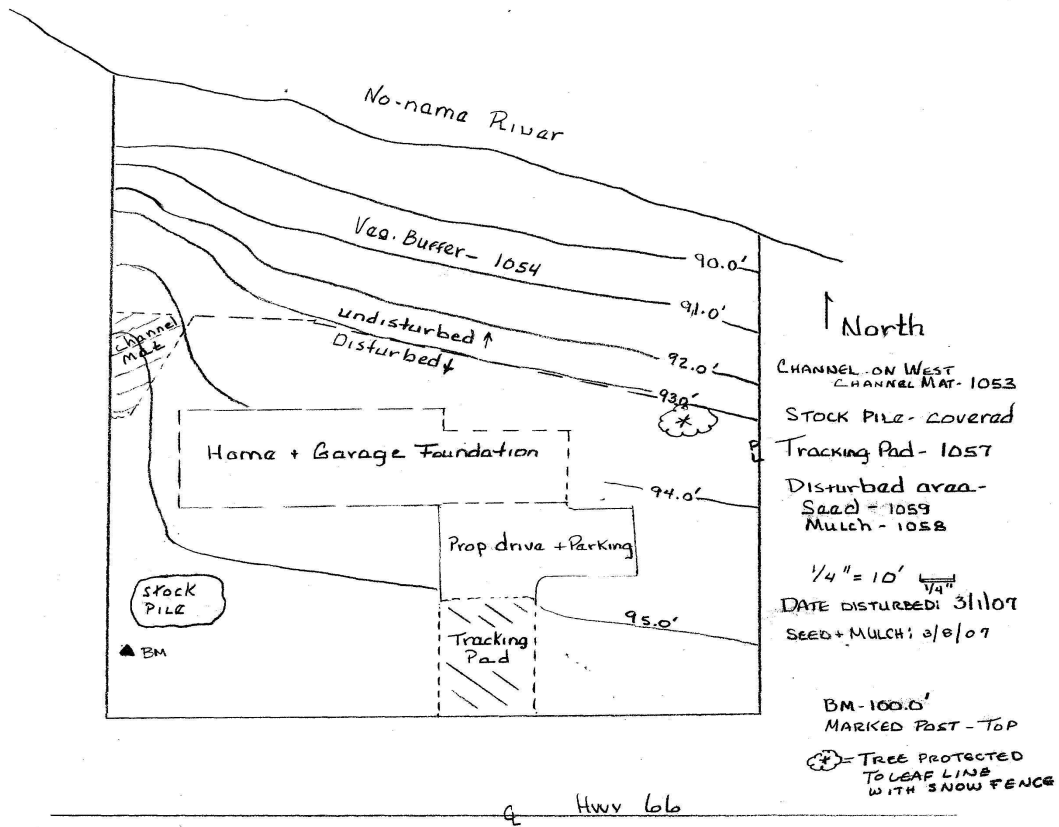 No-name River
Veg. Buffer - 1054
90.0'
91.0'
undisturbed ↑
Disturbed ↓
92.0'
93.0'
channel
mat
Home + Garage Foundation
94.0'
Prop drive + Parking
STOCK
PILE
95.0'
Tracking
Pad
BM
North
CHANNEL ON WEST
CHANNEL MAT - 1053
STOCK PILE - covered
PL
Tracking Pad - 1057
Disturbed area -
Seed - 1059
Mulch - 1058
1/4" = 10'
1/4"
DATE DISTURBED: 3/1/07
SEED + MULCH: 3/8/07
BM - 100.0'
MARKED POST - TOP
= TREE PROTECTED
TO LEAF LINE
WITH SNOW FENCE
CL
Hwy 66